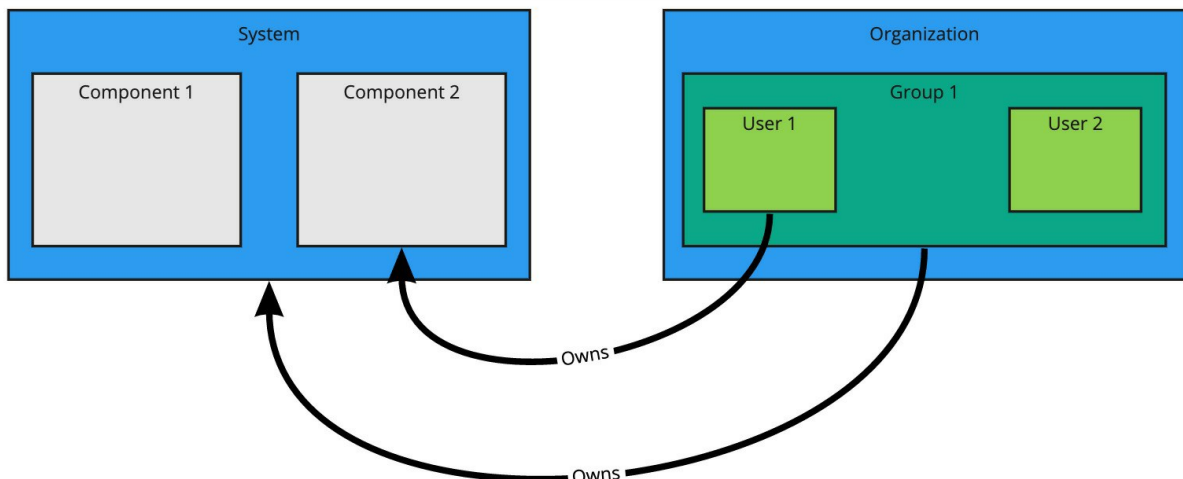 System
Component 1
Component 2
Organization
Group 1
User 1
User 2
Owns
Owns